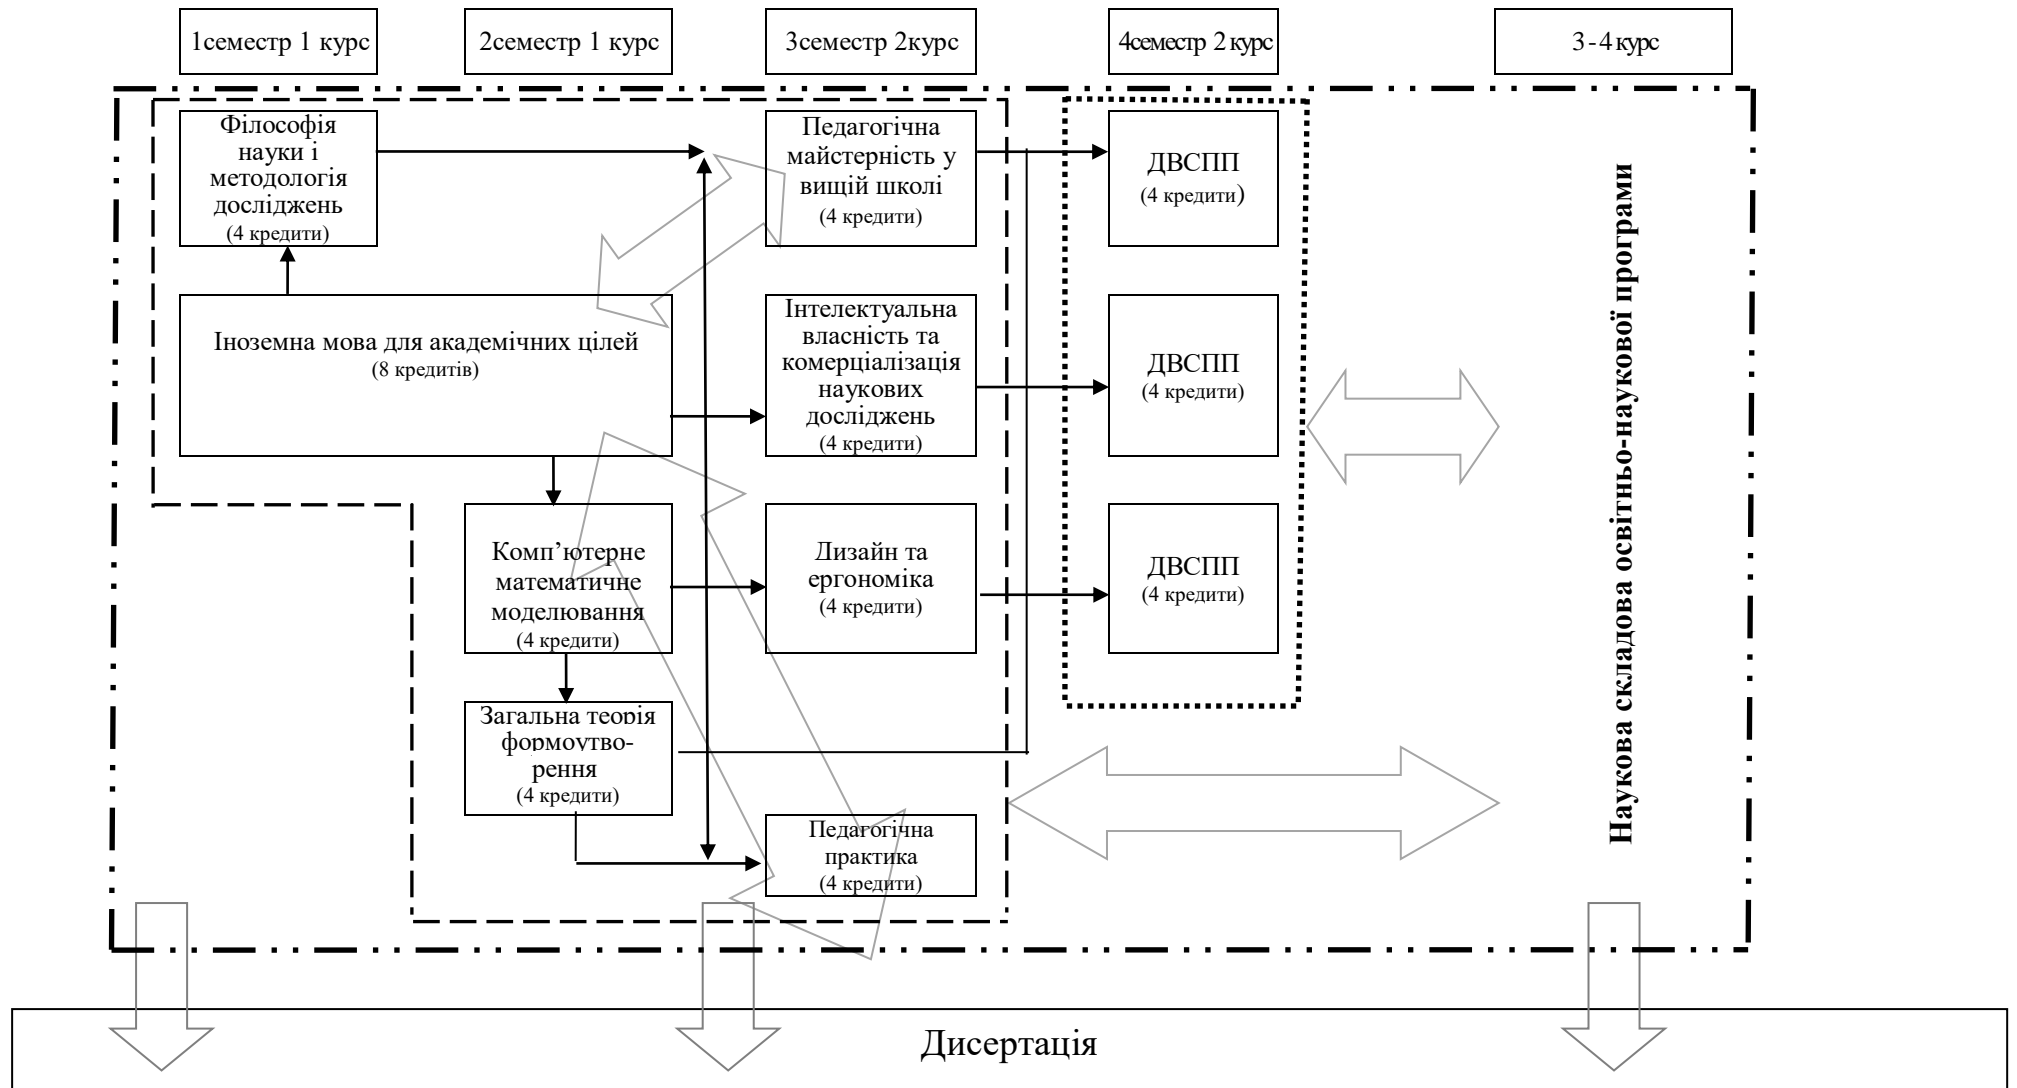 1семестр 1 курс
2семестр 1 курс
3семестр 2курс
4семестр 2 курс
3-4 курс
Філософія
науки і
методологія
досліджень
(4 кредити)
Педагогічна
майстерність у
вищій школі
(4 кредити)
ДВСПП
(4 кредити)
Іноземна мова для академічних цілей
(8 кредитів)
Інтелектуальна
власність та
комерціалізація
наукових
досліджень
(4 кредити)
ДВСПП
(4 кредити)
Комп’ютерне
математичне
моделювання
(4 кредити)
Дизайн та
ергономіка
(4 кредити)
ДВСПП
(4 кредити)
Загальна теорія
формоутво-
рення
(4 кредити)
Педагогічна
практика
(4 кредити)
Наукова складова освітньо-наукової програми
Дисертація